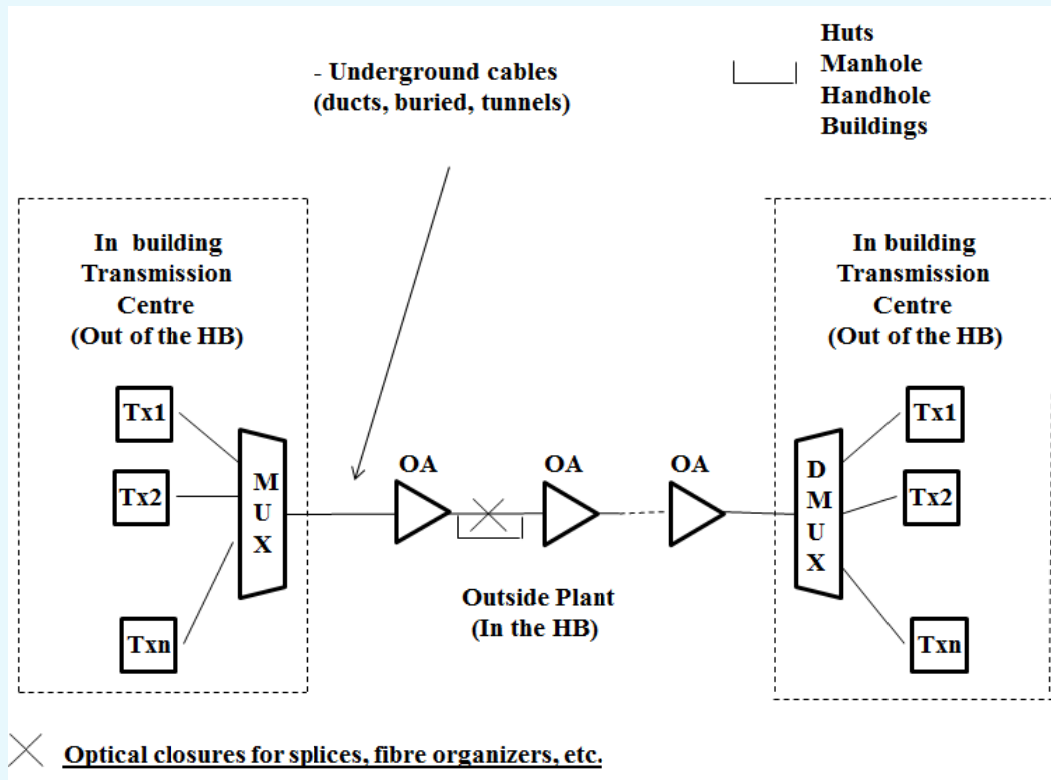 - Underground cables
(ducts, buried, tunnels)
Huts
Manhole
Handhole
Buildings
In building
Transmission
Centre
(Out of the HB)
In building
Transmission
Centre
(Out of the HB)
Tx1
Tx2
Txn
MUX
OA
OA
OA
DMUX
Tx1
Tx2
Txn
Outside Plant
(In the HB)
Optical closures for splices, fibre organizers, etc.